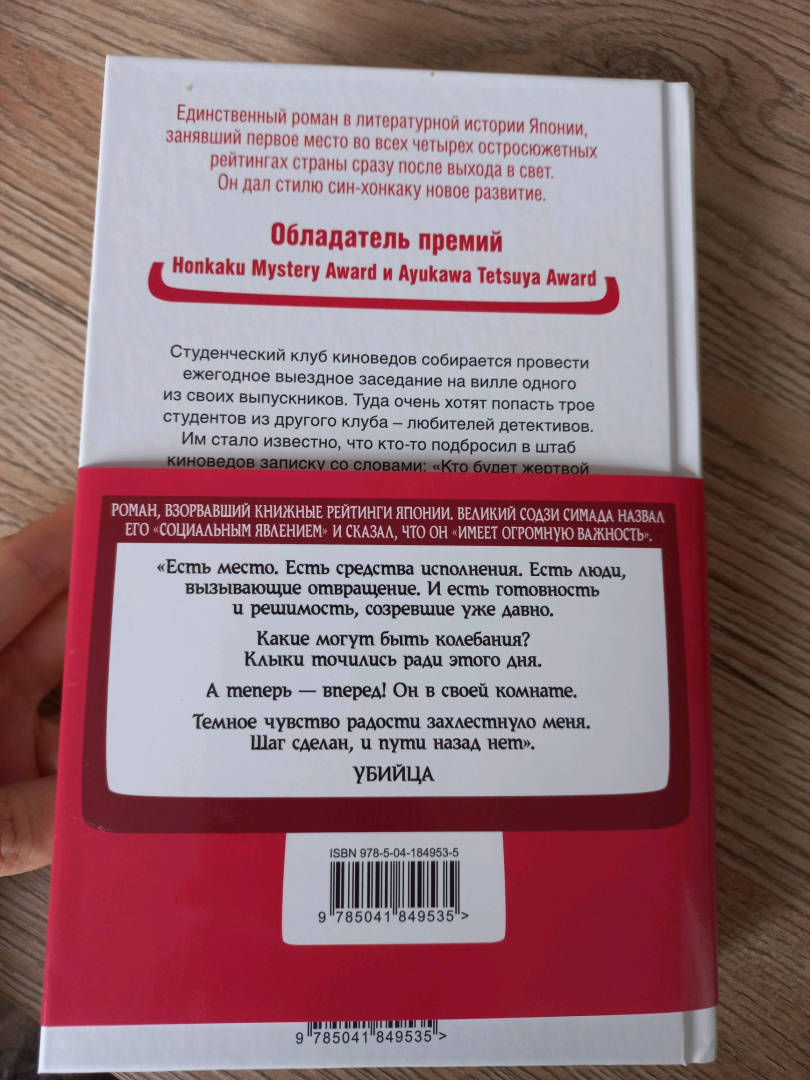 Единственный роман в литературной истории Японии,
занявший первое место во всех четырех остросюжетных
рейтингах страны сразу после выхода в свет.
Он дал стилю син-хонкаку новое развитие.
Обладатель премий
Honkaku Mystery Award и Ayukawa Tetsuya Award
Студенческий клуб киноведов собирается провести
ежегодное выездное заседание на вилле одного
из своих выпускников. Туда очень хотят попасть трое
студентов из другого клуба – любителей детективов.
Им стало известно, что кто-то подбросил в штаб
киноведов записку со словами: «Кто будет жертвой
РОМАН, ВЗОРВАВШИЙ КНИЖНЫЕ РЕЙТИНГИ ЯПОНИИ. ВЕЛИКИЙ СОДЗИ СИМАДА НАЗВАЛ
ЕГО «СОЦИАЛЬНЫМ ЯВЛЕНИЕМ» И СКАЗАЛ, ЧТО ОН «ИМЕЕТ ОГРОМНУЮ ВАЖНОСТЬ».
«Есть место. Есть средства исполнения. Есть люди,
вызывающие отвращение. И есть готовность
и решимость, созревшие уже давно.
Какие могут быть колебания?
Клыки точились ради этого дня.
А теперь — вперед! Он в своей комнате.
Темное чувство радости захлестнуло меня.
Шаг сделан, и пути назад нет».
УБИЙЦА
ISBN 978-5-04-184953-5
9 785041 849535 >
9 785041 849535 >